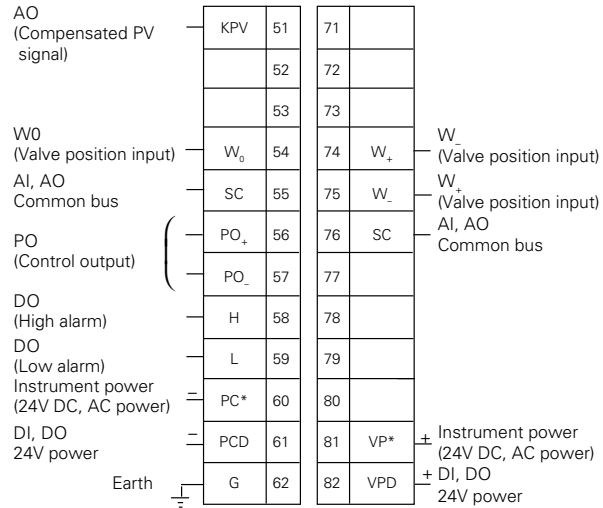 AO
(Compensated PV
signal)
KPV 51 71
52 72
53 73
W0
(Valve position input)
W₀ 54 74 W₊
W₋
(Valve position input)
AI, AO
Common bus
SC 55 75 W₋
W₊
(Valve position input)
PO
(Control output)
PO₊ 56 76 SC
AI, AO
Common bus
PO₋ 57 77
DO
(High alarm)
H 58 78
DO
(Low alarm)
L 59 79
Instrument power
(24V DC, AC power)
− PC* 60 80
DI, DO
24V power
− PCD 61 81 VP* +
Instrument power
(24V DC, AC power)
Earth
G 62 82 VPD +
DI, DO
24V power